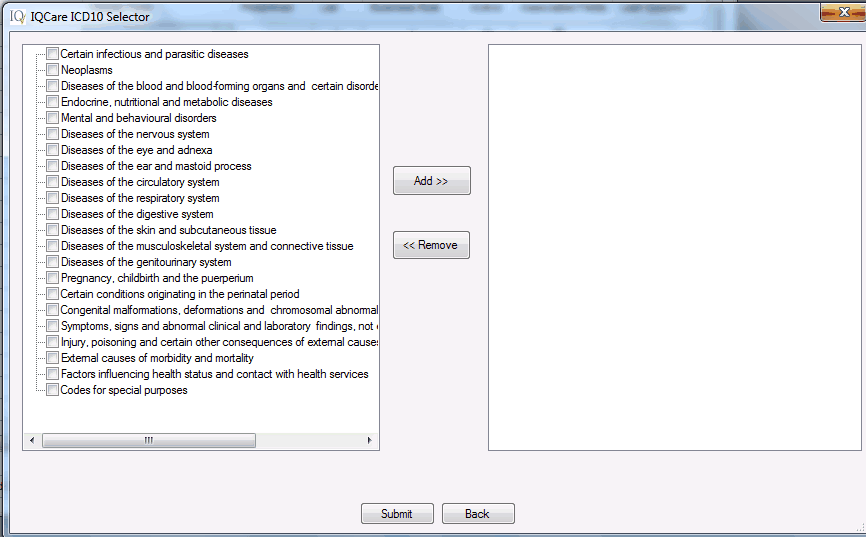 IQCare ICD10 Selector
Certain infectious and parasitic diseases
Neoplasms
Diseases of the blood and blood-forming organs and certain disorde
Endocrine, nutritional and metabolic diseases
Mental and behavioural disorders
Diseases of the nervous system
Diseases of the eye and adnexa
Diseases of the ear and mastoid process
Diseases of the circulatory system
Diseases of the respiratory system
Diseases of the digestive system
Diseases of the skin and subcutaneous tissue
Diseases of the musculoskeletal system and connective tissue
Diseases of the genitourinary system
Pregnancy, childbirth and the puerperium
Certain conditions originating in the perinatal period
Congenital malformations, deformations and chromosomal abnormal
Symptoms, signs and abnormal clinical and laboratory findings, not
Injury, poisoning and certain other consequences of external causes
External causes of morbidity and mortality
Factors influencing health status and contact with health services
Codes for special purposes
Add >>
<< Remove
Submit
Back